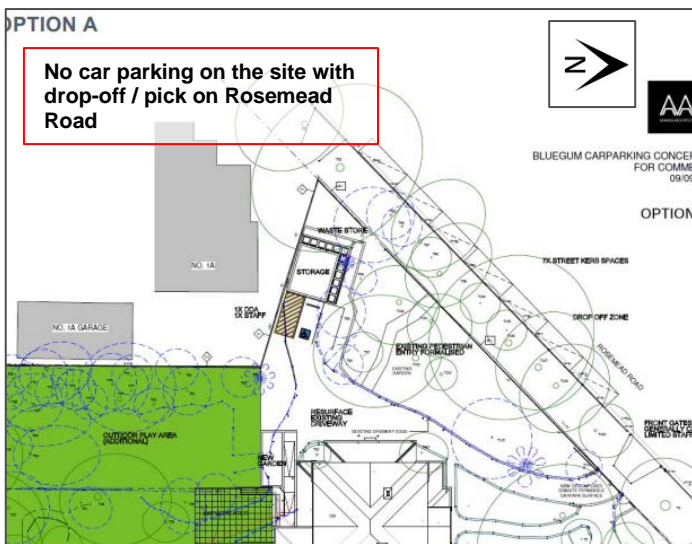 OPTION A
No car parking on the site with
drop-off / pick on Rosemead
Road
N
AA
BLUEGUM CARPARKING CONCEP
FOR COMME
09/09
OPTION
WASTE STORE
STORAGE
NO. 1A
7X STREET KERB SPACES
1X DDA
1X STAFF
DROP OFF ZONE
NO. 1A GARAGE
EXISTING PEDESTRIAN
ENTRY FORMALISED
EXISTING
GARDEN
ROSEMEAD ROAD
RESURFACE
EXISTING
DRIVEWAY
EXISTING DRIVEWAY EDGE
FRONT GATES
GENERALLY
LIMITED STAF
OUTDOOR PLAY AREA
(ADDITIONAL)
NEW
GARDEN